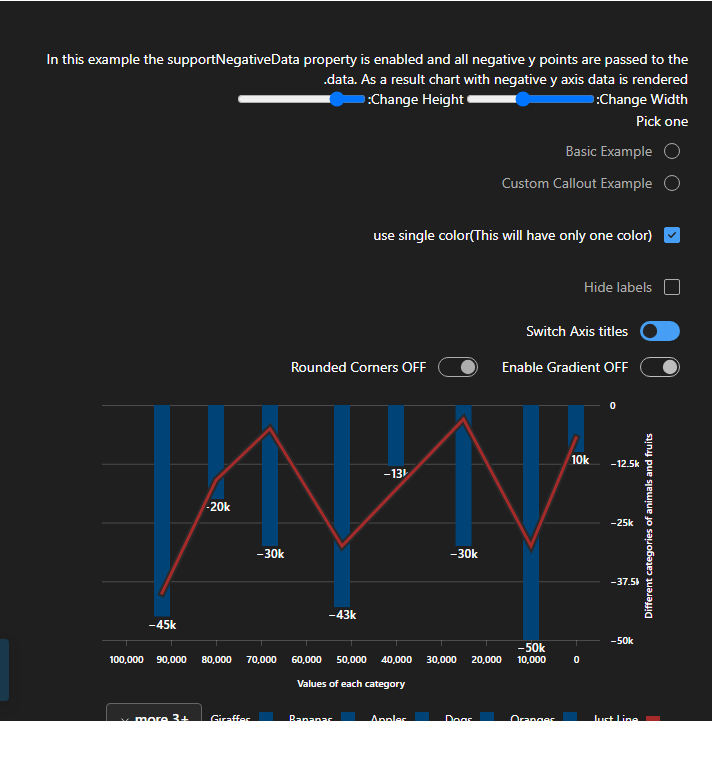 In this example the supportNegativeData property is enabled and all negative y points are passed to the
.data. As a result chart with negative y axis data is rendered
:Change Height :Change Width
Pick one
Basic Example
Custom Callout Example
use single color(This will have only one color)
Hide labels
Switch Axis titles
Rounded Corners OFF Enable Gradient OFF
0
−12.5k
−25k
−37.5k
−50k
Different categories of animals and fruits
−45k
-20k
−30k
−43k
−13k
−30k
−50k
10k
100,000 90,000 80,000 70,000 60,000 50,000 40,000 30,000 20,000 10,000 0
Values of each category
more 3+ Giraffes Bananas Apples Dogs Oranges Just Line